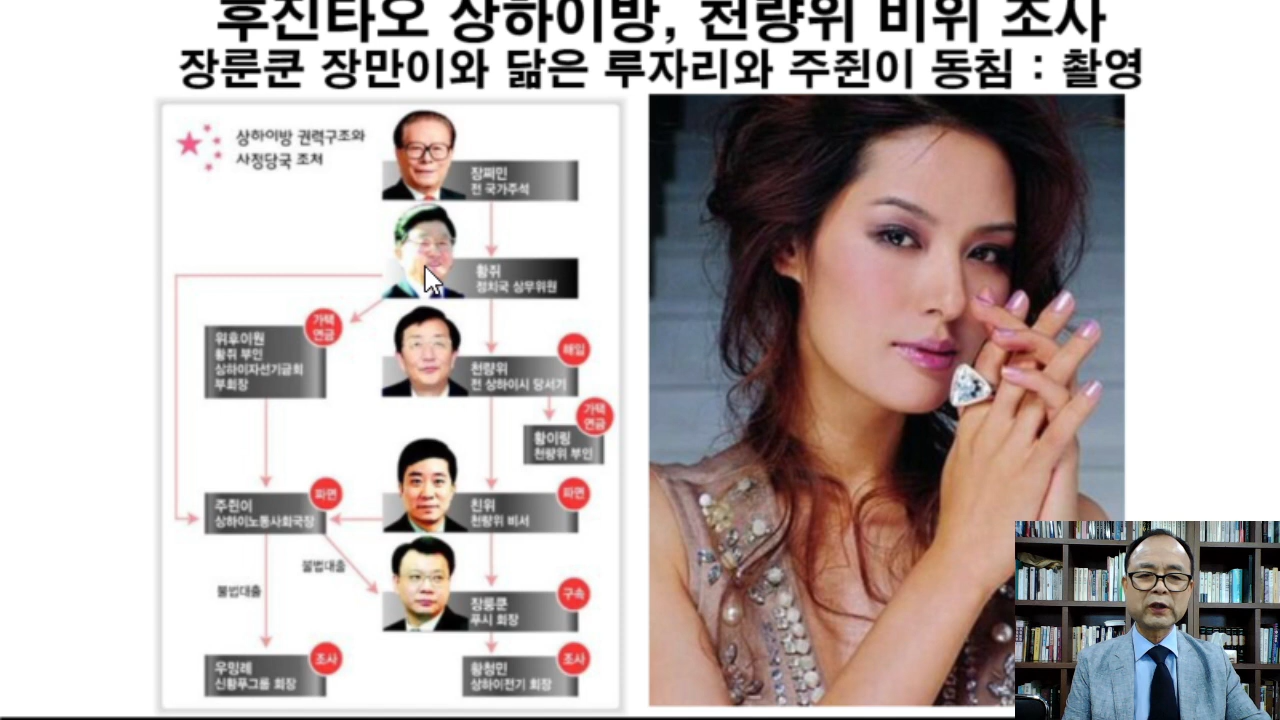 후진타오 상하이방, 천량위 비위 조사
장룬쿤 장만이와 닮은 루자리와 주쥔이 동침 : 촬영
상하이방 권력구조와
사정당국 조처
장쩌민
전 국가주석
황쥐
정치국 상무위원
가택
연금
위후이원
황쥐 부인
상하이자선기금회
부회장
해임
천량위
전 상하이시 당서기
가택
연금
황이링
천량위 부인
파면
주쥔이
상하이노동사회국장
파면
친위
천량위 비서
불법대출
불법대출
구속
장룽쿤
푸시 회장
조사
우밍례
신황푸그룹 회장
조사
황청민
상하이전기 회장